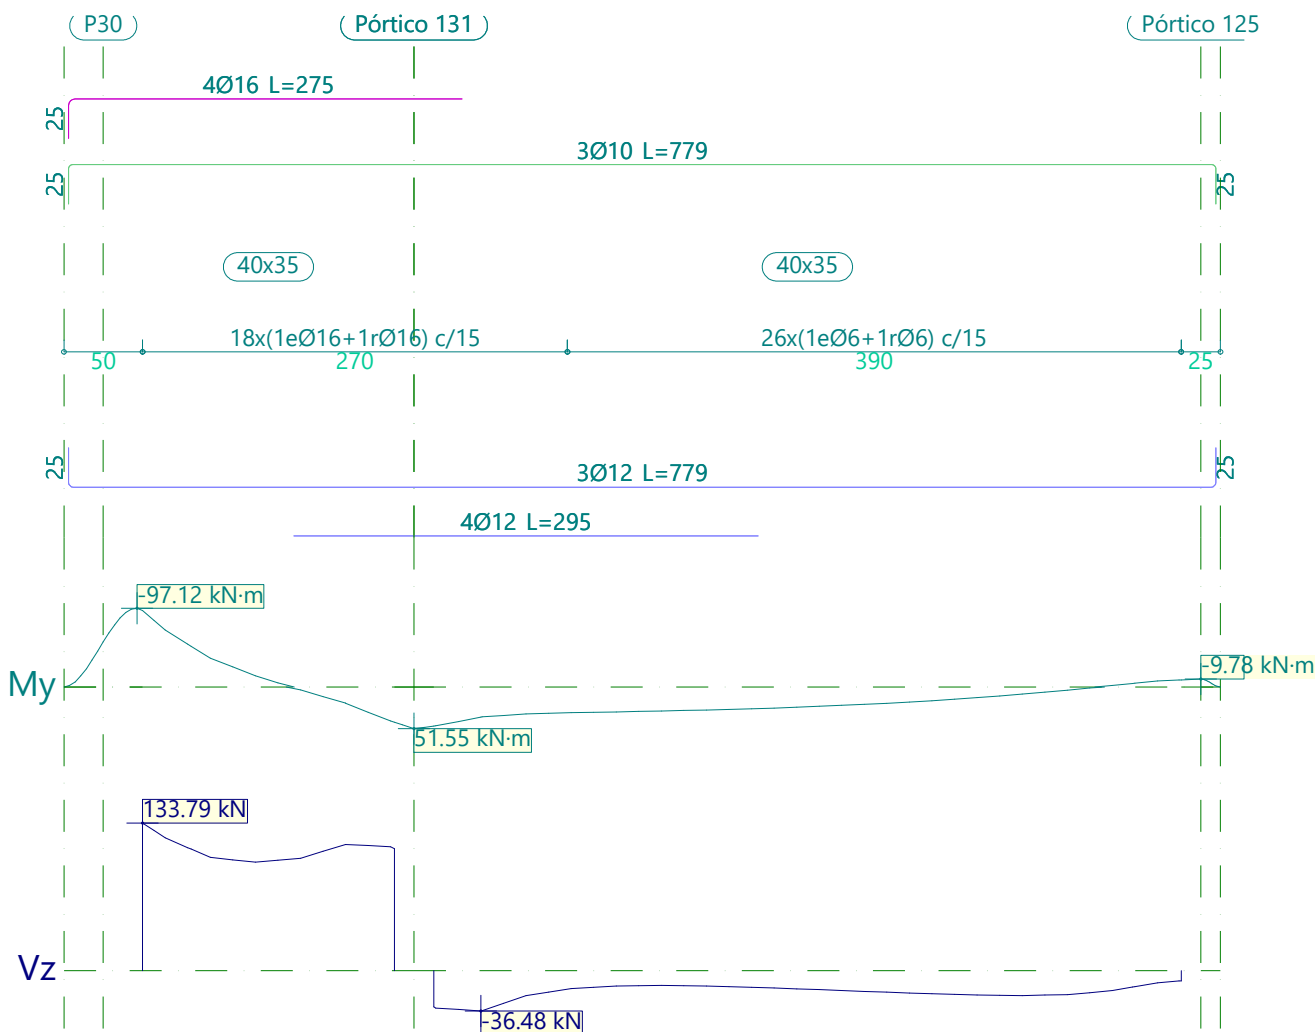 P30
Pórtico 131
Pórtico 125
4Ø16 L=275
25
3Ø10 L=779
25
25
40x35
40x35
18x(1eØ16+1rØ16) c/15
26x(1eØ6+1rØ6) c/15
50
270
390
25
25
3Ø12 L=779
25
4Ø12 L=295
-97.12 kN·m
My
-9.78 kN·m
51.55 kN·m
133.79 kN
Vz
-36.48 kN